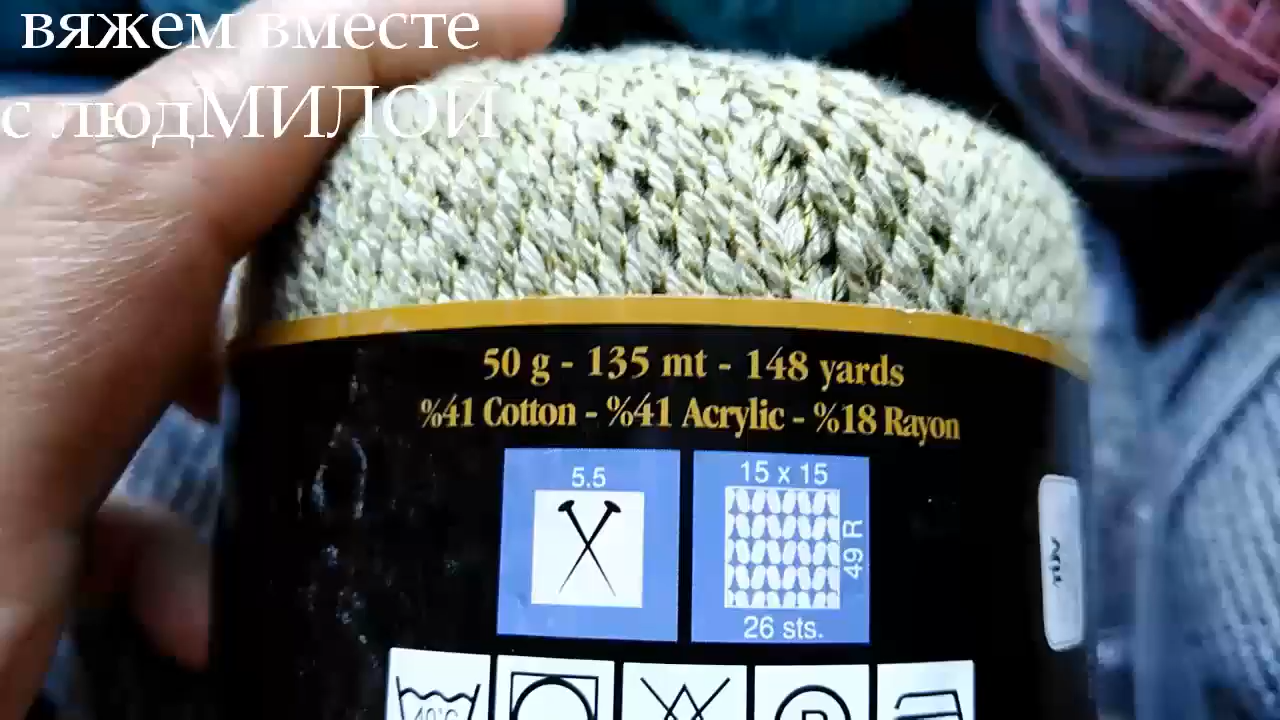 вяжем вместе
с людМИЛОЙ
50 g - 135 mt - 148 yards
%41 Cotton - %41 Acrylic - %18 Rayon
5.5
15 x 15
49 R
26 sts.
40°C
P